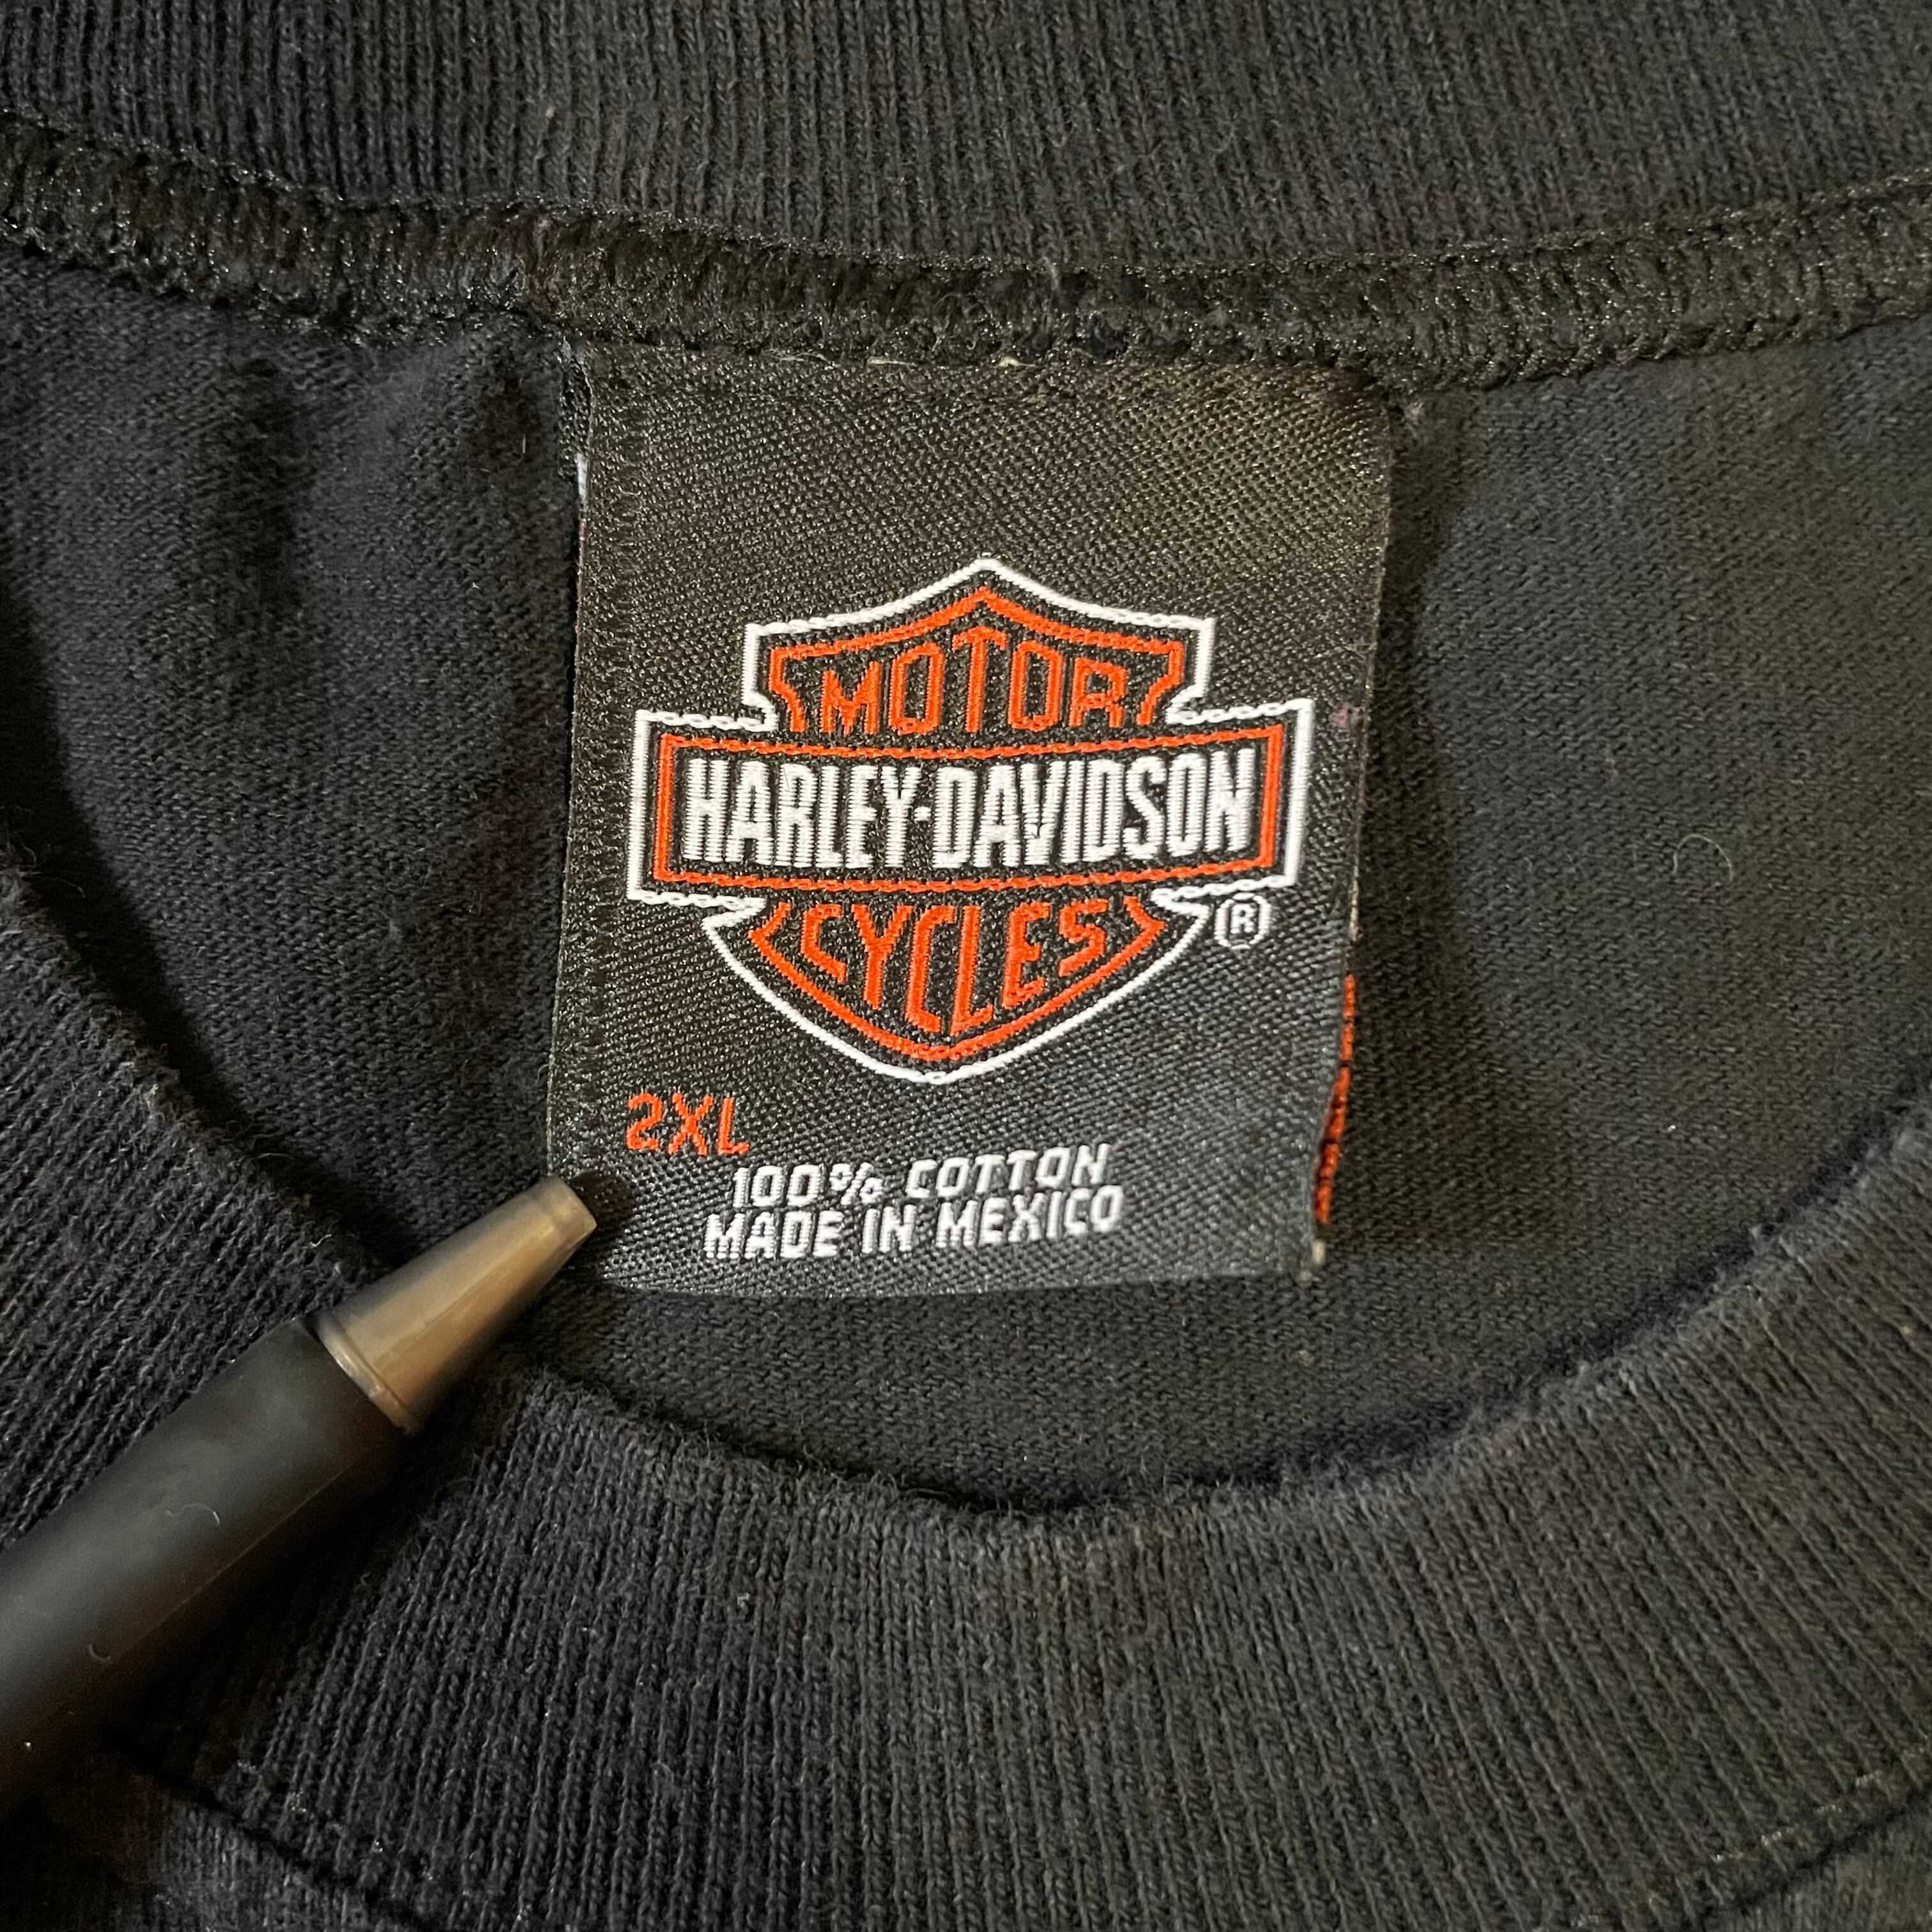 MOTOR
HARLEY-DAVIDSON
CYCLES ®
2XL
100% COTTON
MADE IN MEXICO